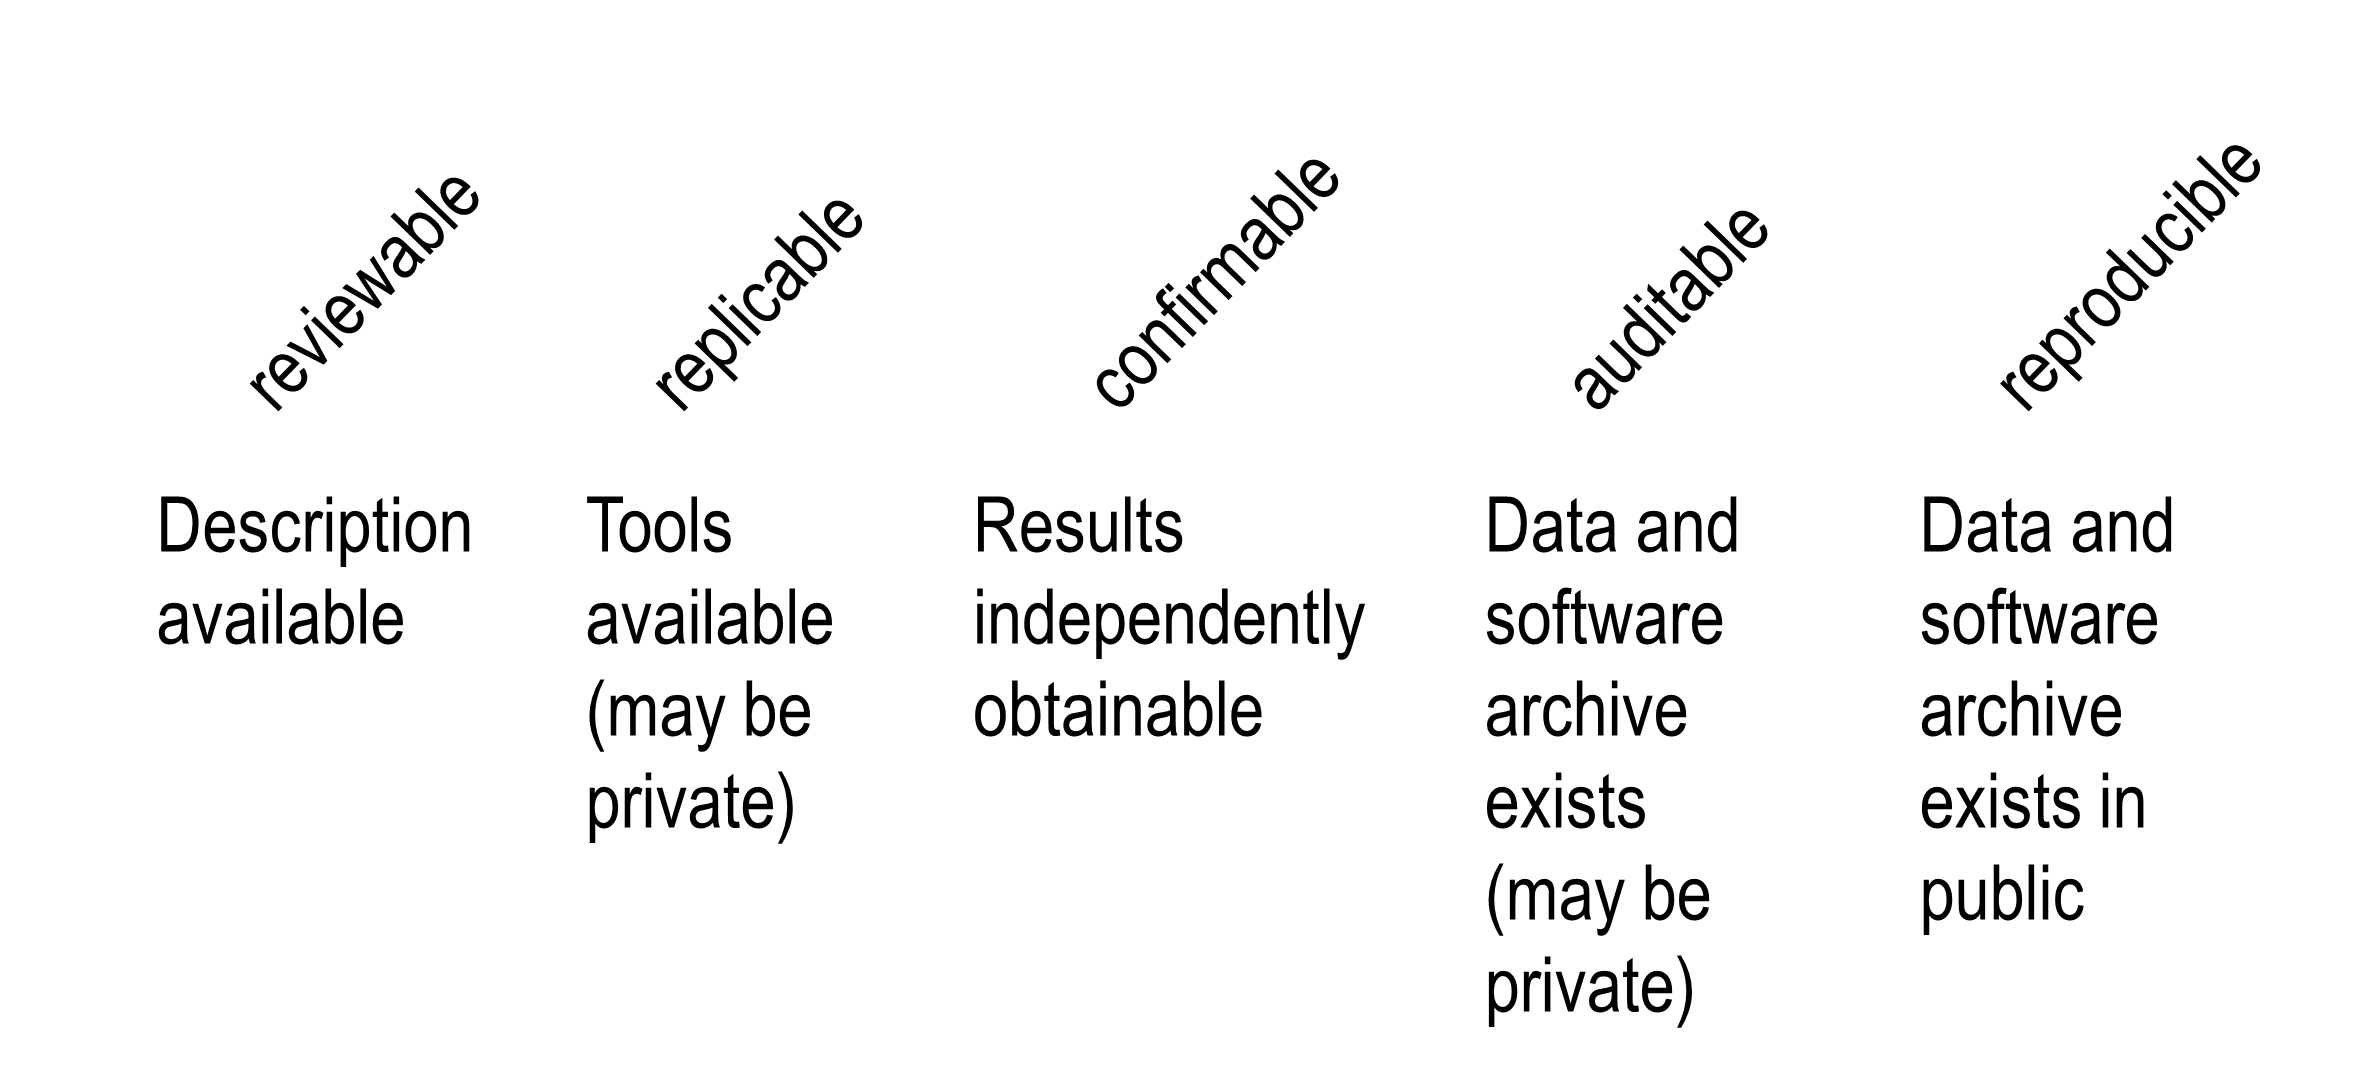 reviewable
replicable
confirmable
auditable
reproducible
Description
available
Tools
available
(may be
private)
Results
independently
obtainable
Data and
software
archive
exists
(may be
private)
Data and
software
archive
exists in
public